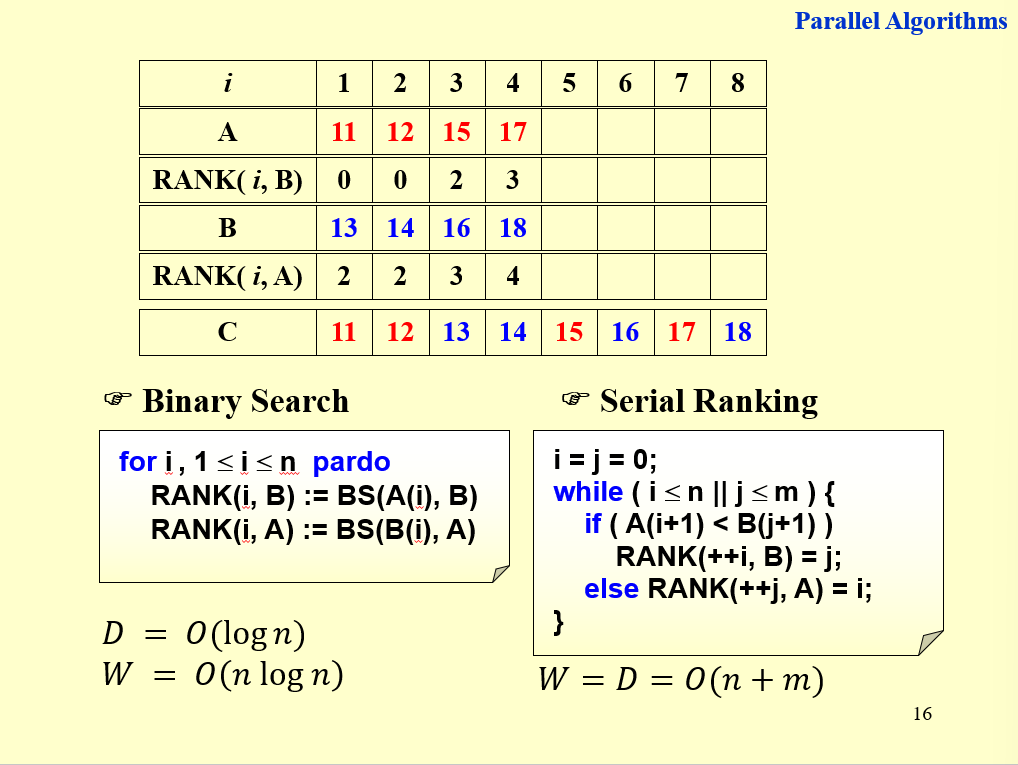 Parallel Algorithms
i 1 2 3 4 5 6 7 8
A 11 12 15 17
RANK( i, B) 0 0 2 3
B 13 14 16 18
RANK( i, A) 2 2 3 4
C 11 12 13 14 15 16 17 18
☞ Binary Search
for i , 1 ≤ i ≤ n pardo
RANK(i, B) := BS(A(i), B)
RANK(i, A) := BS(B(i), A)
D = O(log n)
W = O(n log n)
☞ Serial Ranking
i = j = 0;
while ( i ≤ n || j ≤ m ) {
if ( A(i+1) < B(j+1) )
RANK(++i, B) = j;
else RANK(++j, A) = i;
}
W = D = O(n + m)
16